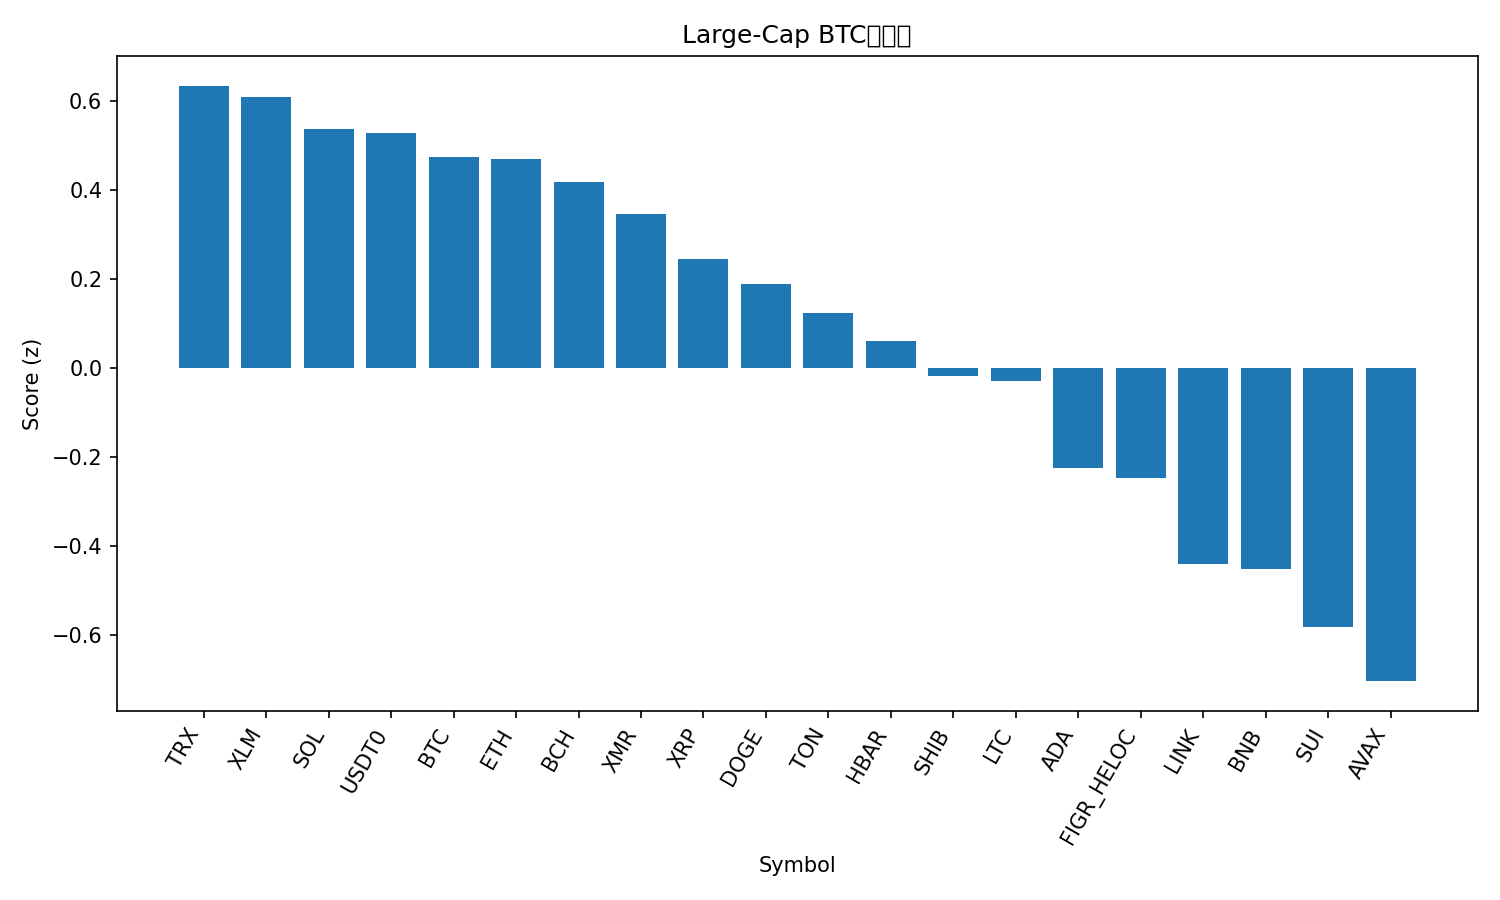 Large-Cap BTC
Score (z)
0.6
0.4
0.2
0.0
−0.2
−0.4
−0.6
TRX
XLM
SOL
USDT0
BTC
ETH
BCH
XMR
XRP
DOGE
TON
HBAR
SHIB
LTC
ADA
FIGR_HELOC
LINK
BNB
SUI
AVAX
Symbol